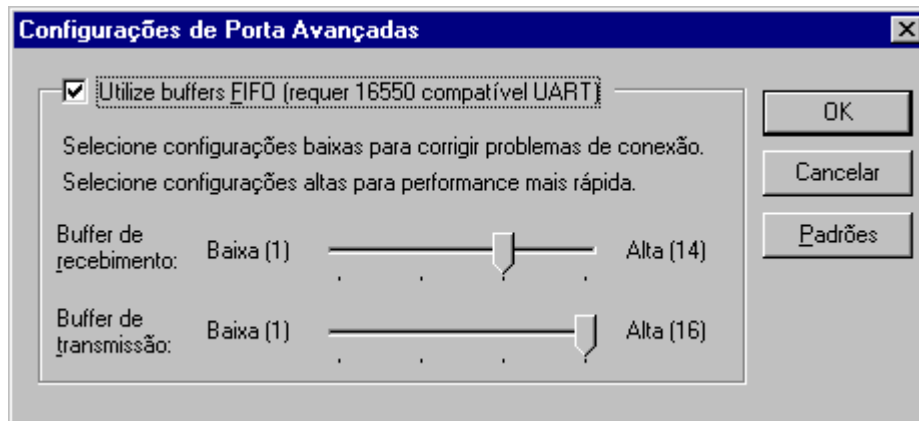 Configurações de Porta Avançadas
Utilize buffers FIFO (requer 16550 compatível UART)
OK
Selecione configurações baixas para corrigir problemas de conexão.
Selecione configurações altas para performance mais rápida.
Cancelar
Padrões
Buffer de
recebimento:
Baixa (1)
Alta (14)
Buffer de
transmissão:
Baixa (1)
Alta (16)